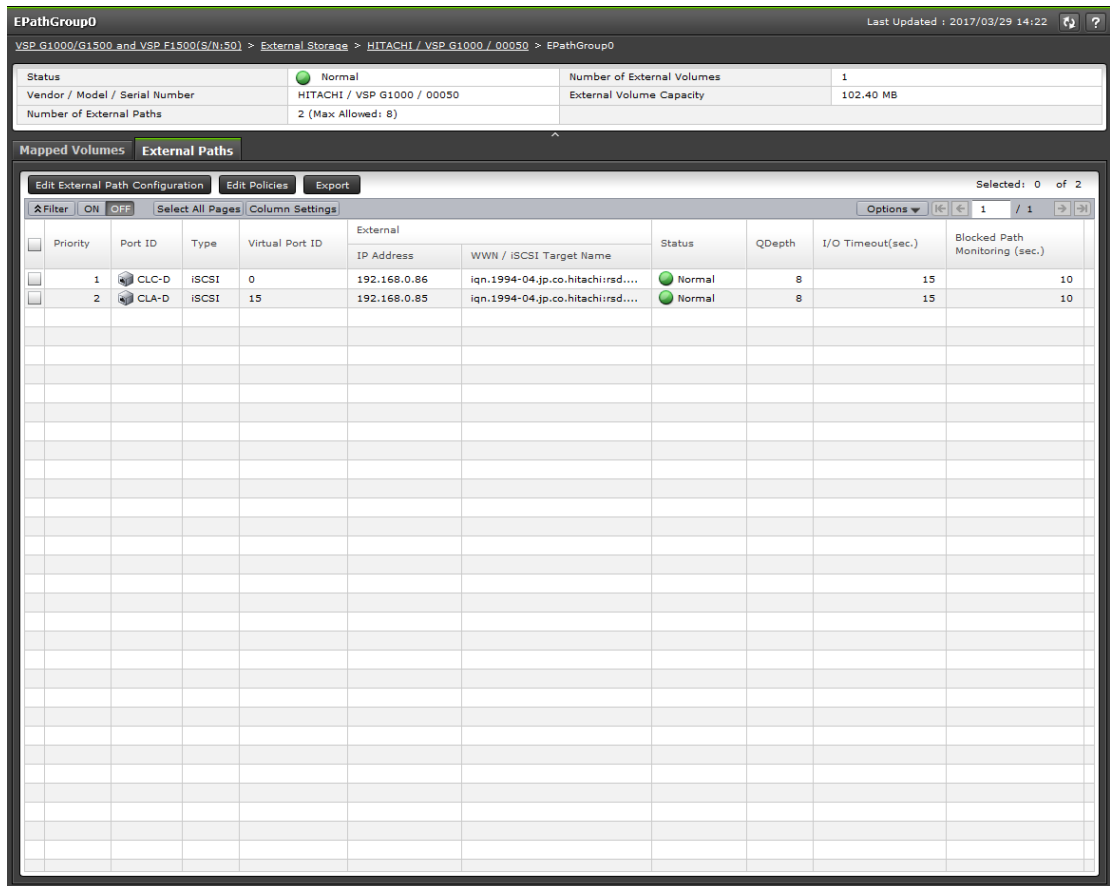 EPathGroup0 Last Updated : 2017/03/29 14:22 ?
VSP G1000/G1500 and VSP F1500(S/N:50) > External Storage > HITACHI / VSP G1000 / 00050 > EPathGroup0
Status Normal Number of External Volumes 1
Vendor / Model / Serial Number HITACHI / VSP G1000 / 00050 External Volume Capacity 102.40 MB
Number of External Paths 2 (Max Allowed: 8)
Mapped Volumes External Paths
Edit External Path Configuration Edit Policies Export Selected: 0 of 2
Filter ON OFF Select All Pages Column Settings Options 1 / 1
Priority Port ID Type Virtual Port ID External Status QDepth I/O Timeout(sec.) Blocked Path Monitoring (sec.)
IP Address WWN / iSCSI Target Name
1 CLC-D iSCSI 0 192.168.0.86 iqn.1994-04.jp.co.hitachi:rsd.... Normal 8 15 10
2 CLA-D iSCSI 15 192.168.0.85 iqn.1994-04.jp.co.hitachi:rsd.... Normal 8 15 10